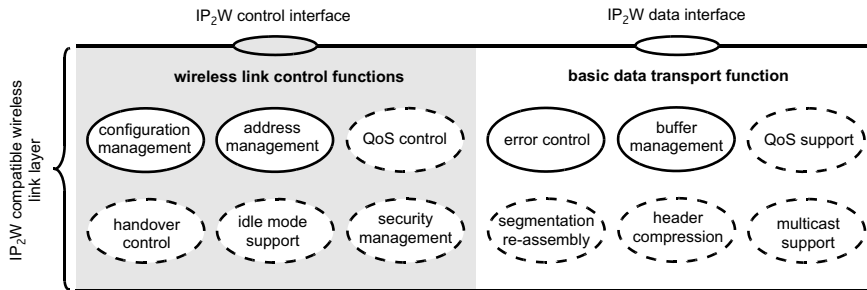 IP2W control interface
IP2W data interface
wireless link control functions
basic data transport function
configuration
management
address
management
QoS control
error control
buffer
management
QoS support
handover
control
idle mode
support
security
management
segmentation
re-assembly
header
compression
multicast
support
IP2W compatible wireless
link layer